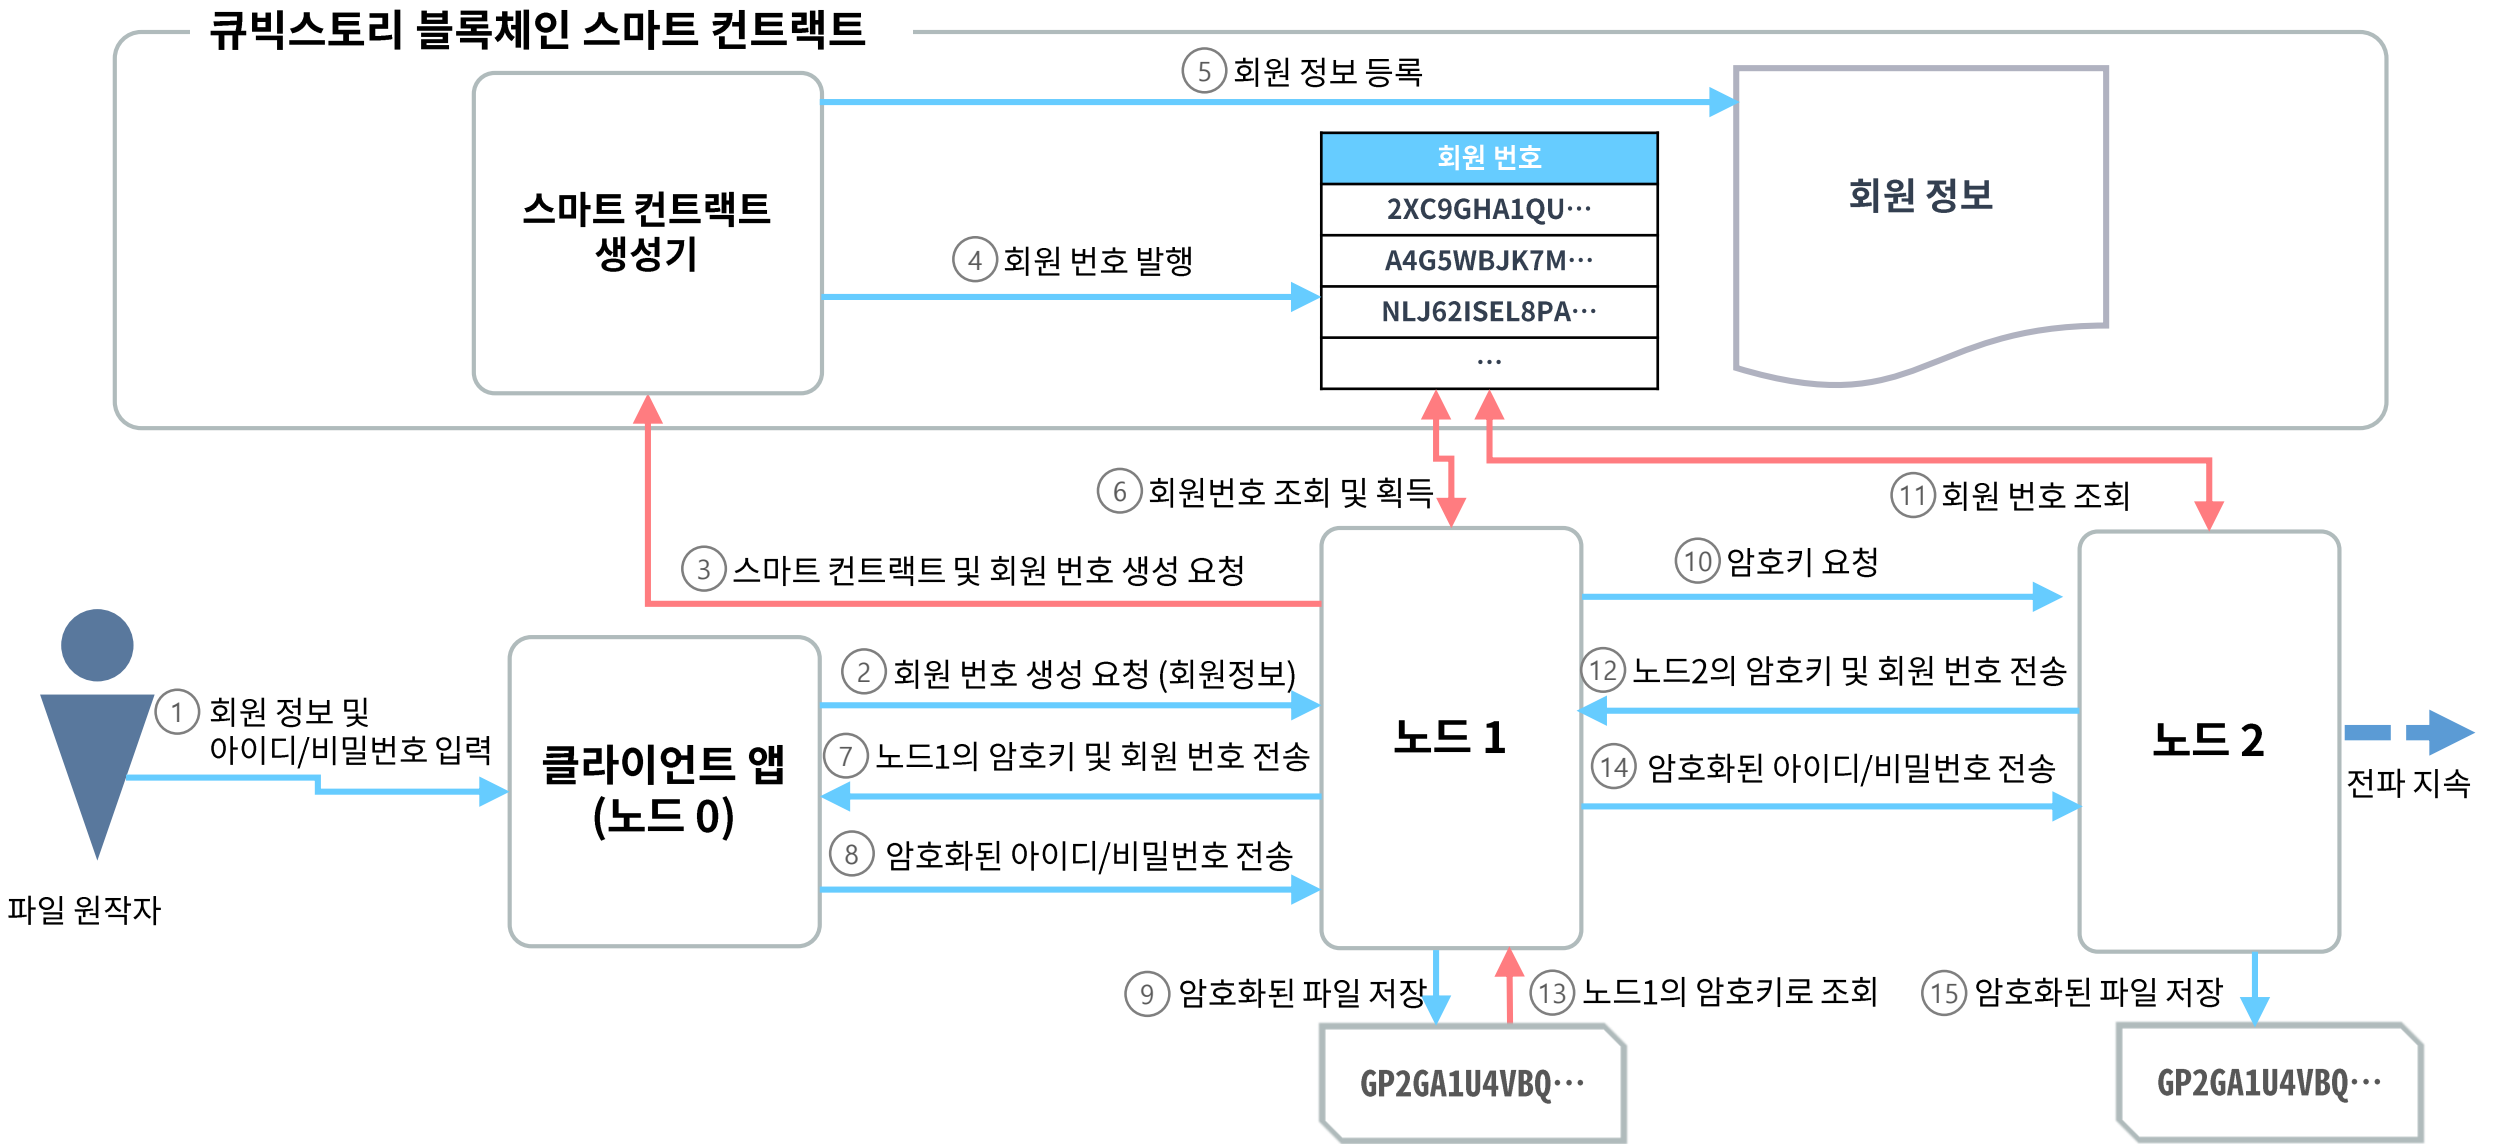 큐빅스토리 블록체인 스마트 컨트랙트
5 회원 정보 등록
스마트 컨트랙트
생성기
4 회원 번호 발행
회원 번호
2XC9GHA1QU…
A4G5WBJK7M…
NLJ62ISEL8PA…
…
회원 정보
6 회원번호 조회 및 획득
11 회원 번호 조회
3 스마트 컨트랙트 및 회원 번호 생성 요청
10 암호키 요청
1 회원 정보 및
아이디/비밀번호 입력
파일 원작자
클라이언트 앱
(노드 0)
2 회원 번호 생성 요청 (회원정보)
7 노드1의 암호키 및 회원 번호 전송
8 암호화된 아이디/비밀번호 전송
노드 1
12 노드2의 암호키 및 회원 번호 전송
14 암호화된 아이디/비밀번호 전송
노드 2
전파 지속
9 암호화된 파일 저장
13 노드1의 암호키로 조회
15 암호화된 파일 저장
GP2GA1U4VBQ…
GP2GA1U4VBQ…